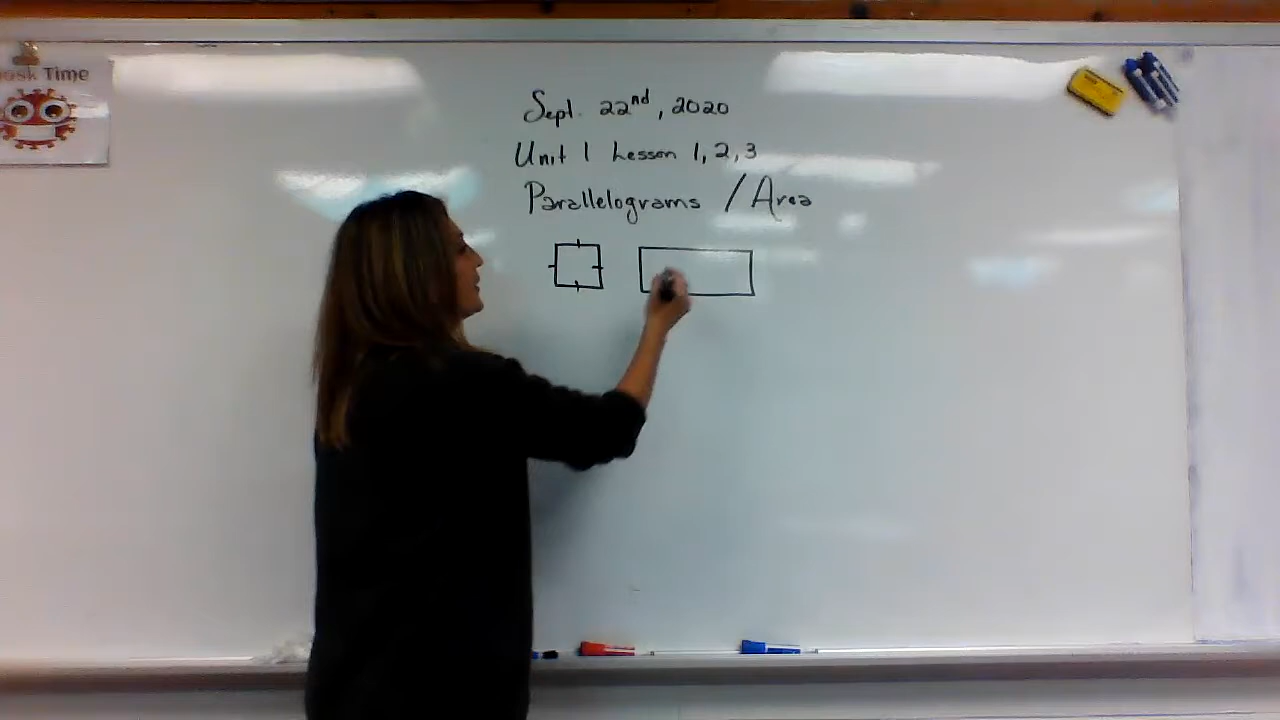 Mask Time
Sept. 22nd, 2020
Unit 1 Lesson 1, 2, 3
Parallelograms / Area